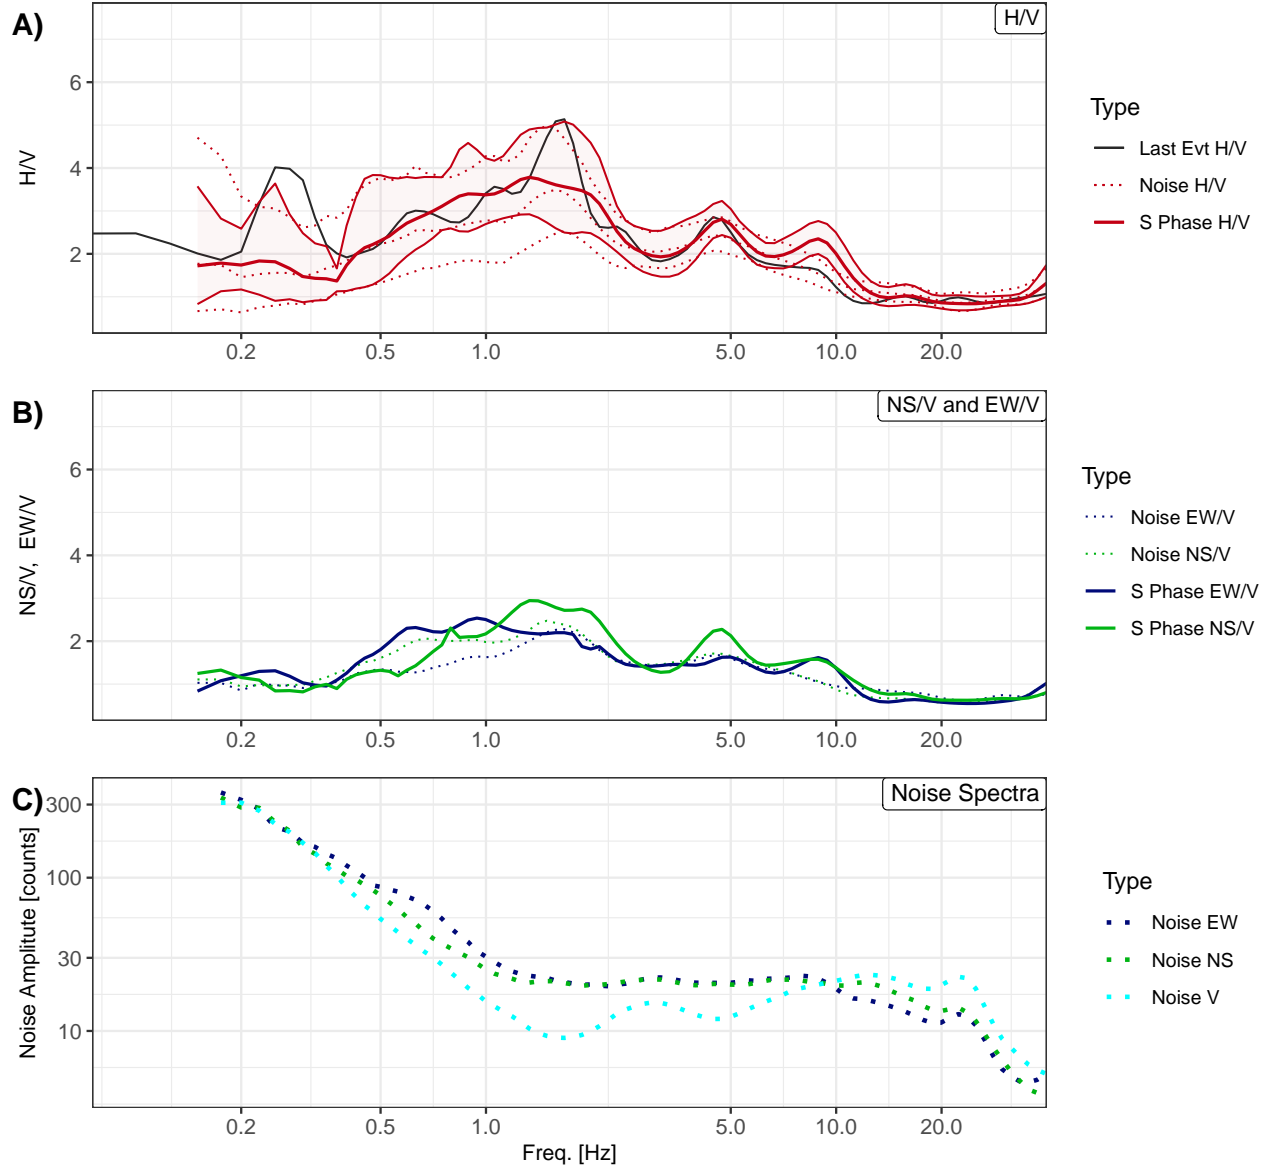 A)
H/V
6
4
2
H/V
0.2 0.5 1.0 5.0 10.0 20.0
Type
Last Evt H/V
Noise H/V
S Phase H/V
B)
NS/V and EW/V
6
4
2
NS/V, EW/V
0.2 0.5 1.0 5.0 10.0 20.0
Type
Noise EW/V
Noise NS/V
S Phase EW/V
S Phase NS/V
C)
Noise Spectra
300
100
30
10
Noise Amplitute [counts]
0.2 0.5 1.0 5.0 10.0 20.0
Freq. [Hz]
Type
Noise EW
Noise NS
Noise V